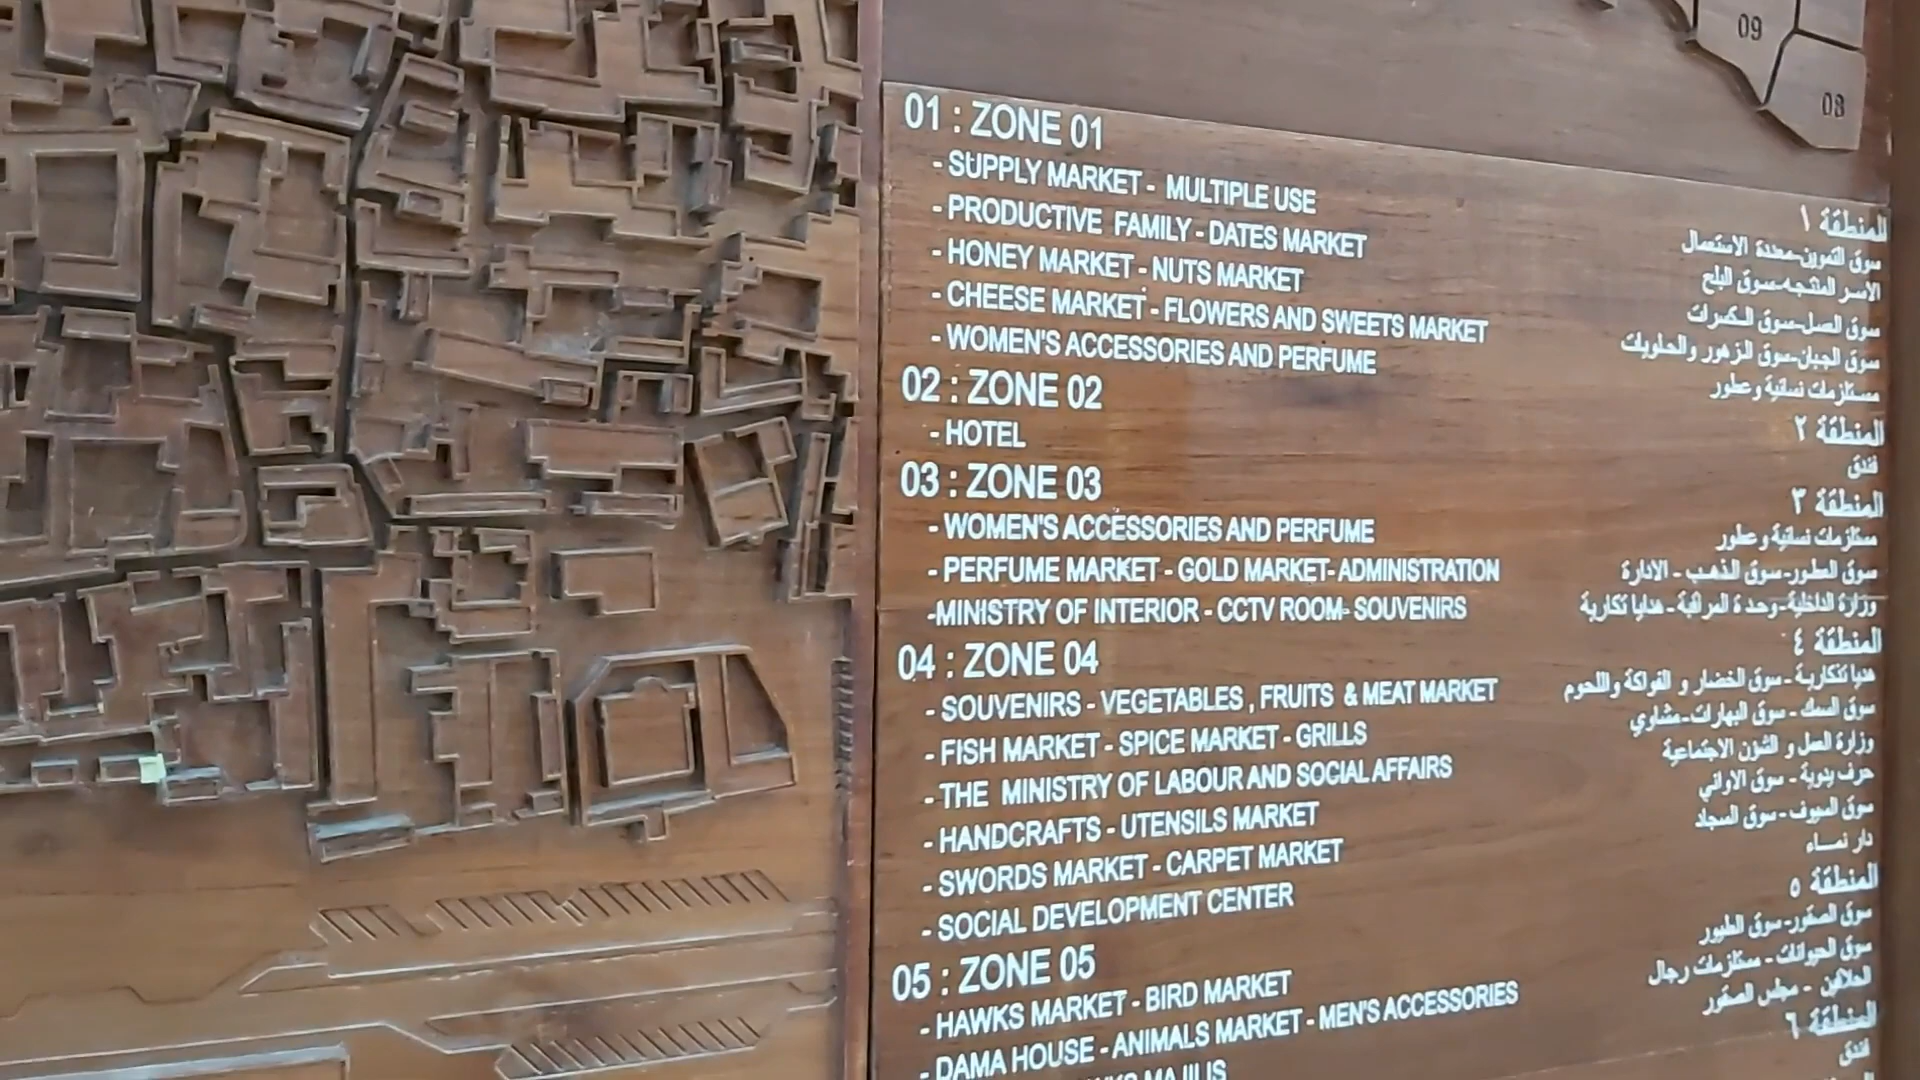 09
08
01 : ZONE 01
- SUPPLY MARKET - MULTIPLE USE
- PRODUCTIVE FAMILY - DATES MARKET
- HONEY MARKET - NUTS MARKET
- CHEESE MARKET - FLOWERS AND SWEETS MARKET
- WOMEN'S ACCESSORIES AND PERFUME
02 : ZONE 02
- HOTEL
03 : ZONE 03
- WOMEN'S ACCESSORIES AND PERFUME
- PERFUME MARKET - GOLD MARKET- ADMINISTRATION
-MINISTRY OF INTERIOR - CCTV ROOM- SOUVENIRS
04 : ZONE 04
- SOUVENIRS - VEGETABLES , FRUITS & MEAT MARKET
- FISH MARKET - SPICE MARKET - GRILLS
- THE MINISTRY OF LABOUR AND SOCIAL AFFAIRS
- HANDCRAFTS - UTENSILS MARKET
- SWORDS MARKET - CARPET MARKET
- SOCIAL DEVELOPMENT CENTER
05 : ZONE 05
- HAWKS MARKET - BIRD MARKET
- DAMA HOUSE - ANIMALS MARKET - MEN'S ACCESSORIES
MAJLIS
المنطقة ١
سوق التموين-معددة الاستعمال
الاسر المنتجه-سوق البلح
سوق العسل-سوق المكسرات
سوق الجبان-سوق الزهور والحلويات
مستلزمات نسائية وعطور
المنطقة ٢
فندق
المنطقة ٣
مستلزمات نسائية وعطور
سوق العطور-سوق الذهب - الادارة
وزارة الداخلية-وحدة المراقبة - هدايا تذكارية
المنطقة ٤
هدايا تذكارية - سوق الخضار و الفواكة واللحوم
سوق السمك - سوق البهارات-مشاوي
وزارة العمل و الشؤن الاجتماعية
حرف يدوية - سوق الاواني
سوق السيوف - سوق السجاد
دار نماء
المنطقة ٥
سوق الصقور- سوق الطيور
سوق الحيوانات - مستلزمات رجال
- مجلس الصقور
المنطقة ٦
فندق